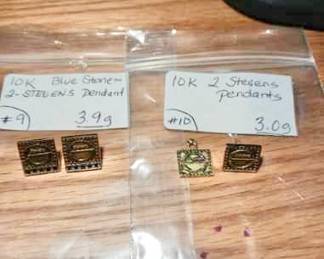 10K Blue Stone-
2-STEVENS Pendant
#9
3.9g
10K 2 Stevens
Pendants
#10
3.0g